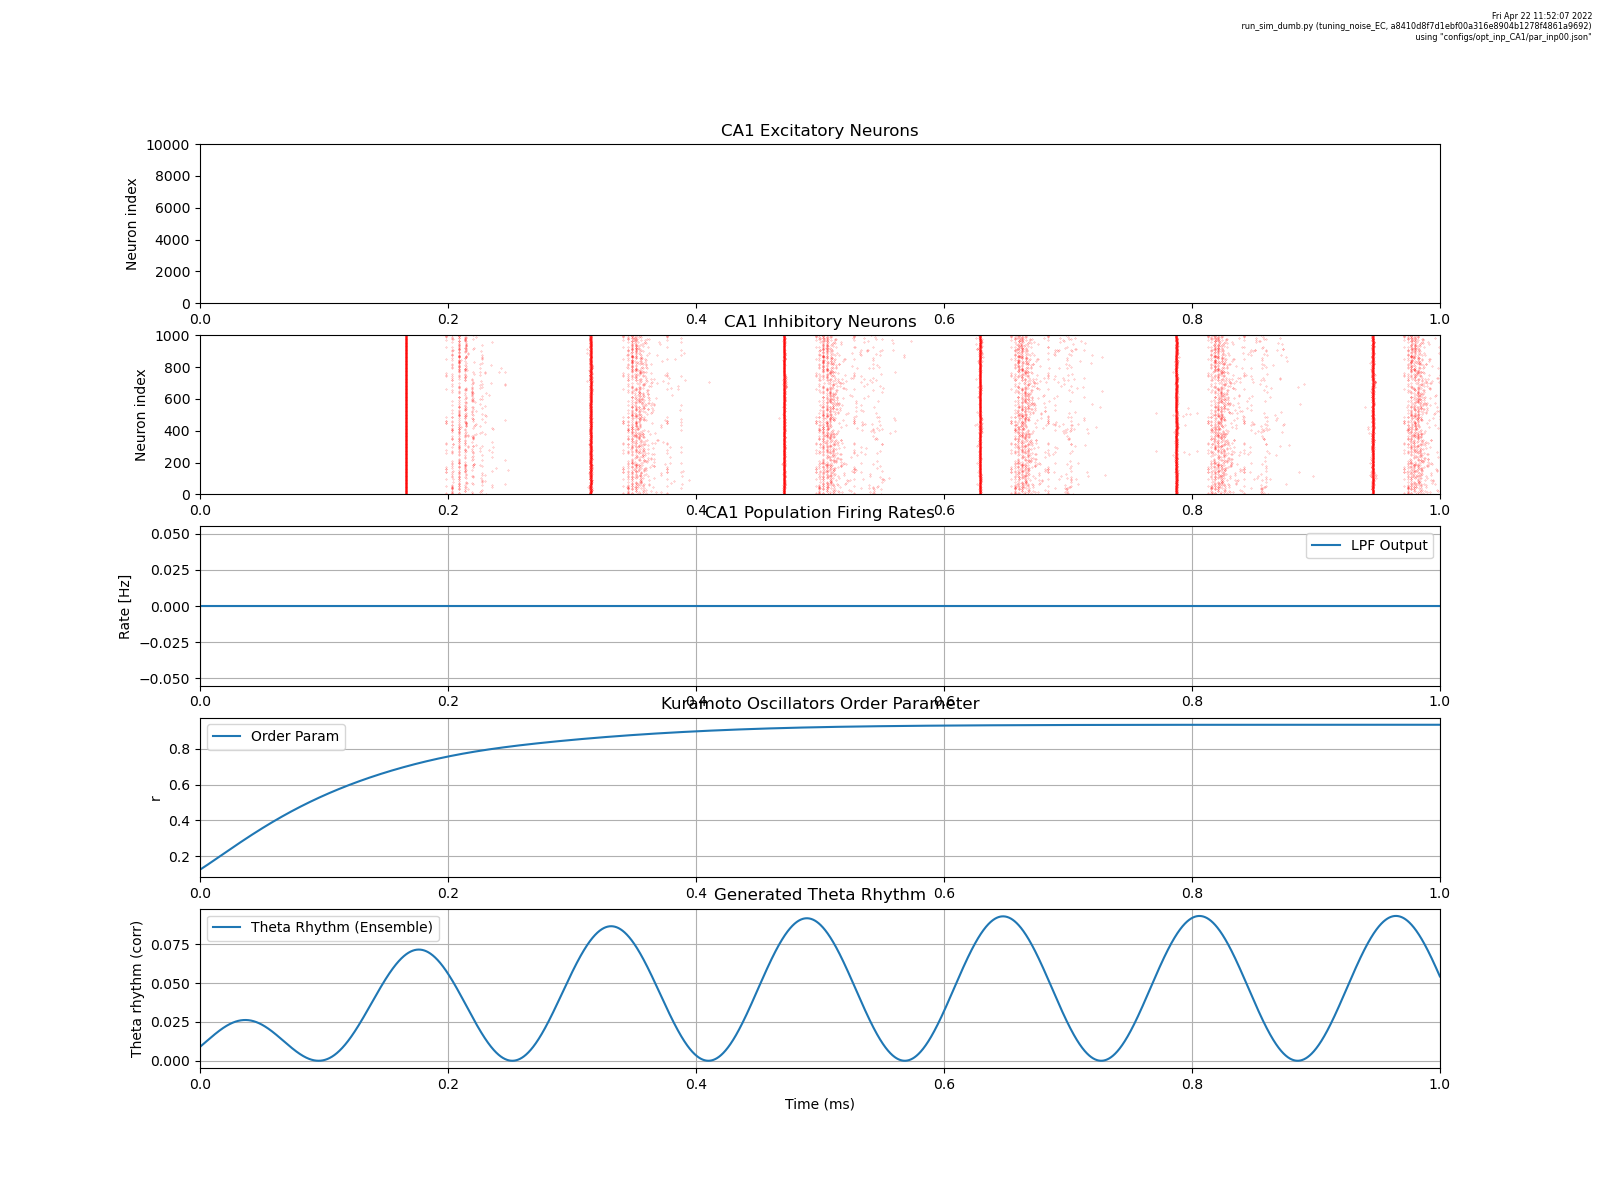 Fri Apr 22 11:52:07 2022
run_sim_dumb.py (tuning_noise_EC, a8410d8f7d1ebf00a316e8904b1278f4861a9692)
using "configs/opt_inp_CA1/par_inp00.json"
CA1 Excitatory Neurons
Neuron index
10000
8000
6000
4000
2000
0
0.0 0.2 0.4 0.6 0.8 1.0
CA1 Inhibitory Neurons
Neuron index
1000
800
600
400
200
0
0.0 0.2 0.4 0.6 0.8 1.0
CA1 Population Firing Rates
Rate [Hz]
0.050
0.025
0.000
−0.025
−0.050
LPF Output
0.0 0.2 0.4 0.6 0.8 1.0
Kuramoto Oscillators Order Parameter
r
0.8
0.6
0.4
0.2
Order Param
0.0 0.2 0.4 0.6 0.8 1.0
Generated Theta Rhythm
Theta rhythm (corr)
0.075
0.050
0.025
0.000
Theta Rhythm (Ensemble)
0.0 0.2 0.4 0.6 0.8 1.0
Time (ms)